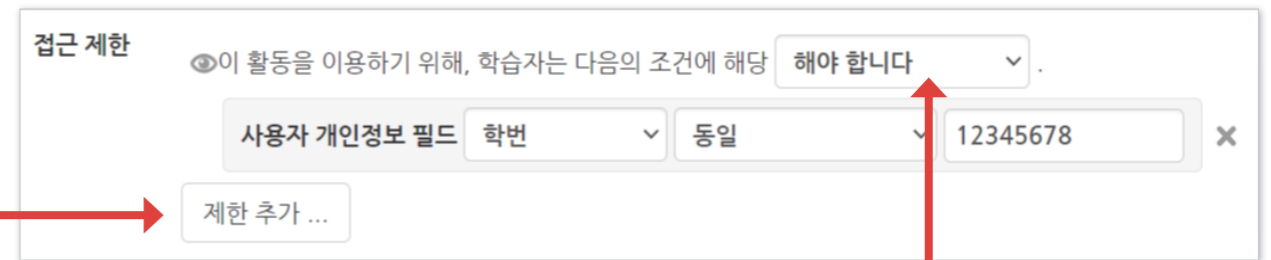 접근 제한
이 활동을 이용하기 위해, 학습자는 다음의 조건에 해당 해야 합니다 .
사용자 개인정보 필드 학번 동일 12345678
제한 추가 ...